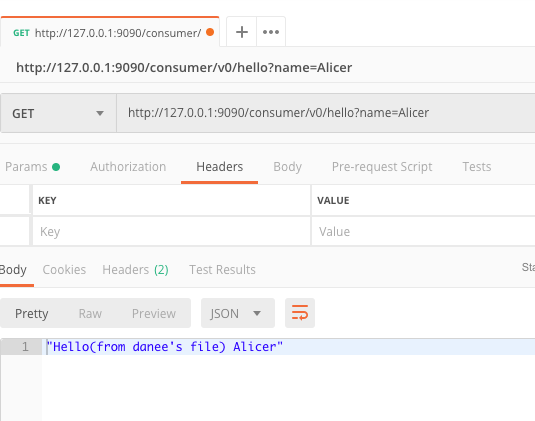 GET http://127.0.0.1:9090/consumer/
http://127.0.0.1:9090/consumer/v0/hello?name=Alicer
GET http://127.0.0.1:9090/consumer/v0/hello?name=Alicer
Params Authorization Headers Body Pre-request Script Tests
KEY VALUE
Key Value
Body Cookies Headers (2) Test Results Sta
Pretty Raw Preview JSON
1 "Hello(from danee's file) Alicer"